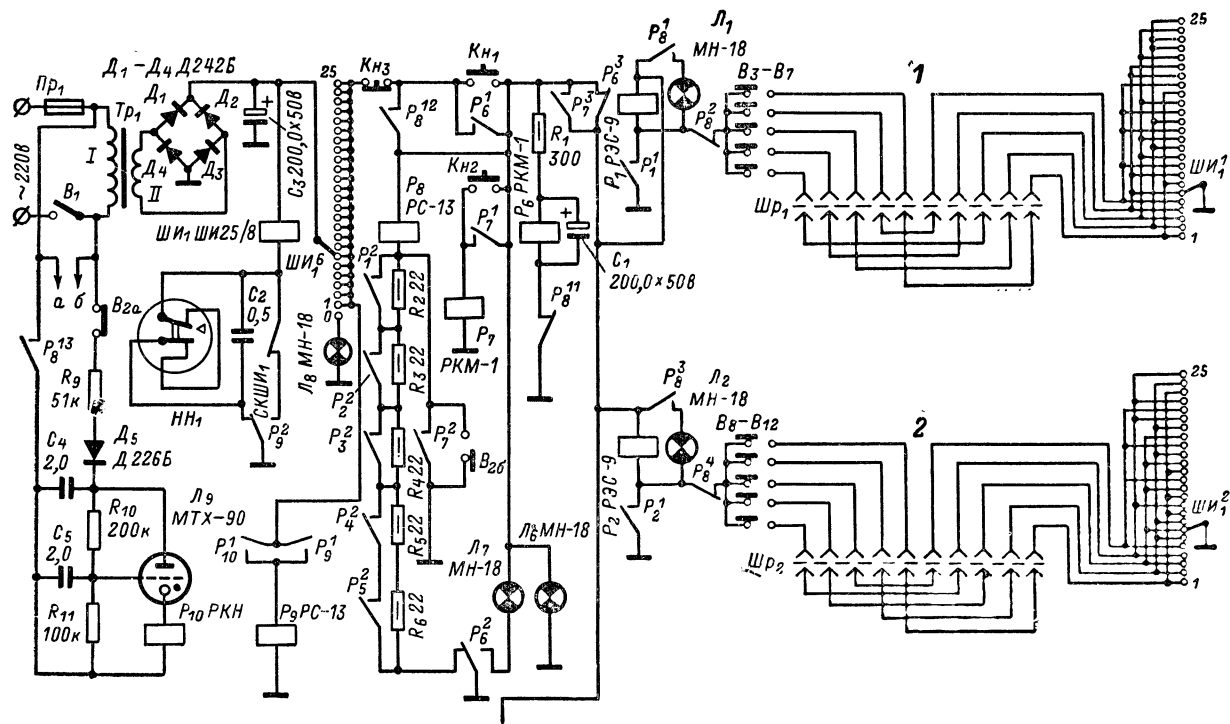 Пр₁
Д₁–Д₄ Д242Б
Тр₁
Д₁
Д₂
Д₄
Д₃
I
II
~220В
В₁
+
С₃ 200,0×50В
ШИ₁ ШИ25/8
ШИ₁⁶
а
б
В₂а
Р₈¹³
R₉
51к
Д₅
Д226Б
НН₁
С₂
0,5
СКШИ₁
Р₉²
С₄
2,0
R₁₀
200к
Л₉
МТХ-90
С₅
2,0
R₁₁
100к
Р₁₀ РКН
Р₁₀¹
Р₉¹
Р₉ РС-13
25
1
0
Л₈ МН-18
Кн₃
Кн₁
Р₈¹²
Р₆¹
Кн₂
Р₈
РС-13
Р₇¹
Р₇
РКМ-1
Р₁²
R₂ 22
Р₂²
R₃ 22
Р₃²
R₄ 22
Р₇²
В₂б
Р₄²
R₅ 22
Р₅²
R₆ 22
Р₆²
Л₇
МН-18
Л₆ МН-18
R₁
300
Р₇³
Р₆³
Р₆ РКМ-1
+
С₁
200,0×50В
Р₈¹¹
Р₈¹
Л₁
МН-18
Р₁ РЭС-9
Р₁¹
Р₈²
В₃–В₇
1
Шр₁
25
ШИ₁¹
1
Р₈³
Л₂
МН-18
Р₂ РЭС-9
Р₂¹
Р₈⁴
В₈–В₁₂
2
Шр₂
25
ШИ₁²
1